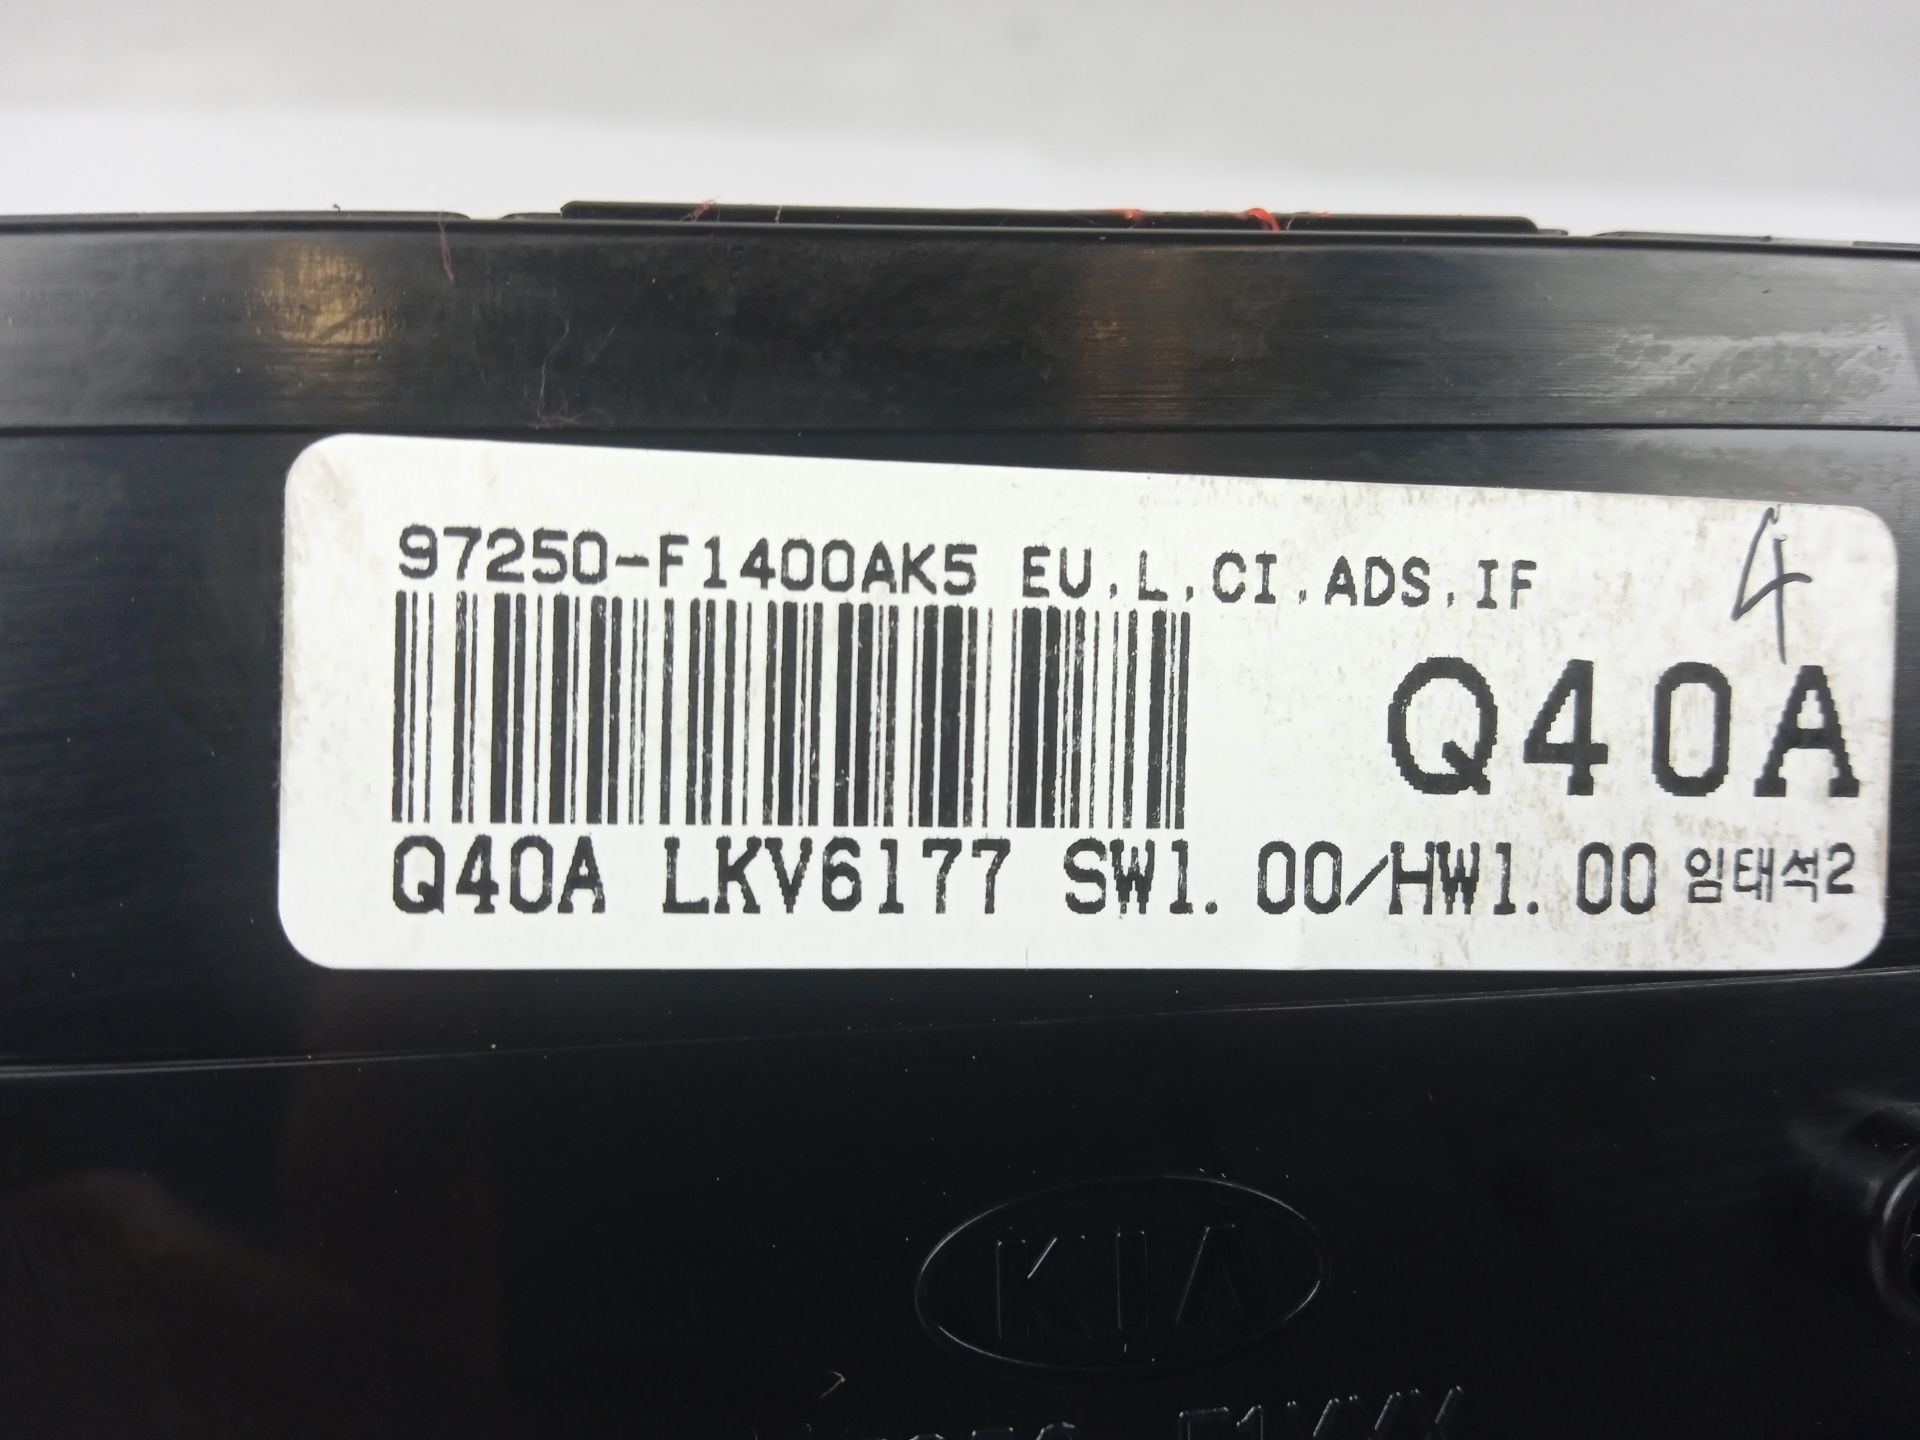 97250-F1400AK5 EU.L.CI.ADS.IF
4
Q40A
Q40A LKV6177 SW1.00/HW1.00 임태석2
KIA
F1XXX